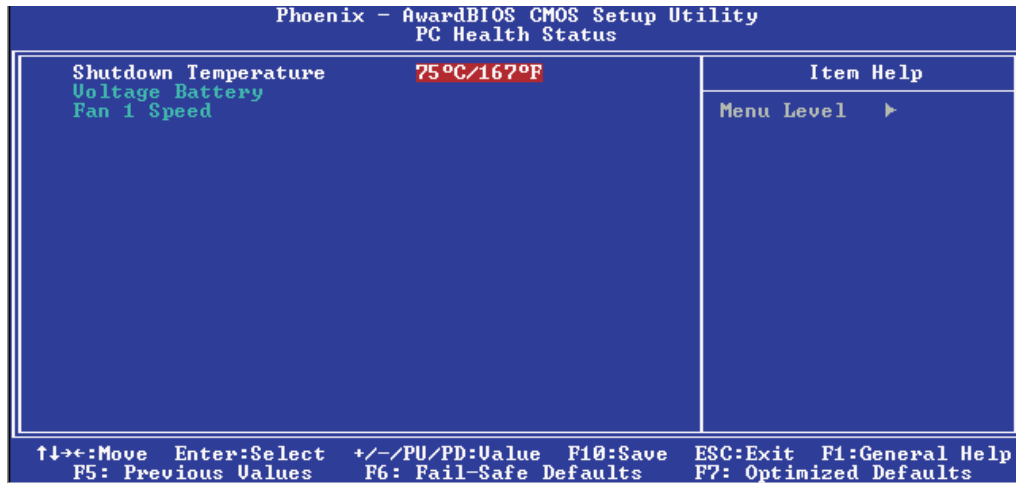 Phoenix - AwardBIOS CMOS Setup Utility
PC Health Status
Shutdown Temperature 75°C/167°F
Voltage Battery
Fan 1 Speed
Item Help
Menu Level ►
↑↓→←:Move Enter:Select +/-/PU/PD:Value F10:Save ESC:Exit F1:General Help
F5: Previous Values F6: Fail-Safe Defaults F7: Optimized Defaults